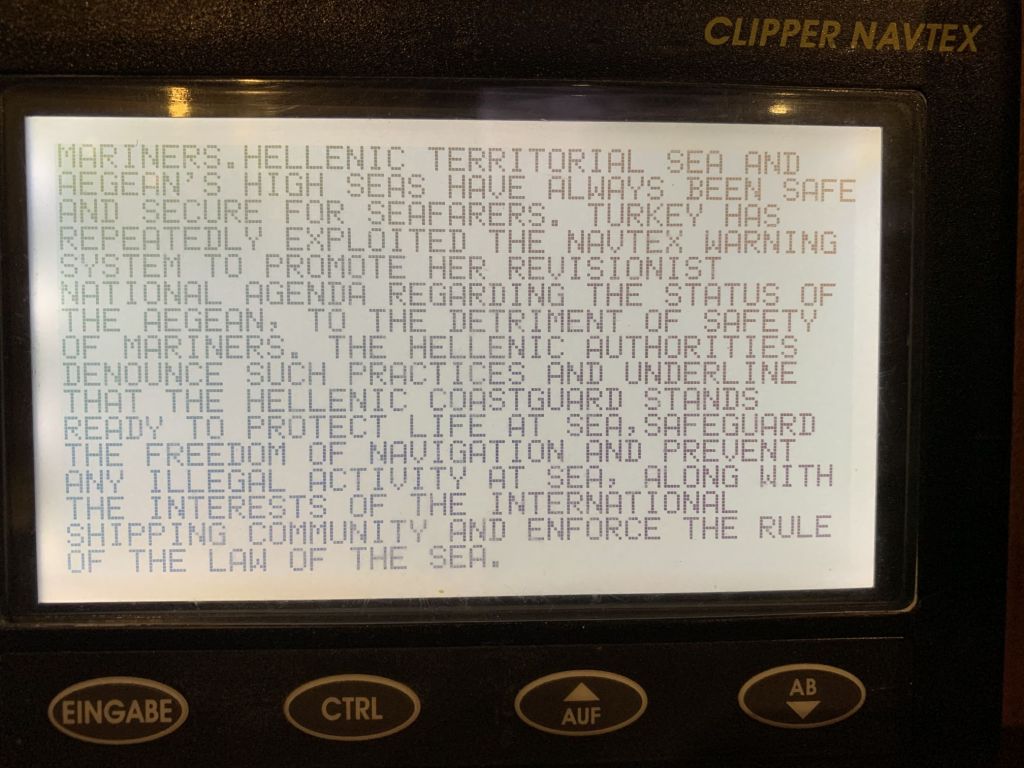 CLIPPER NAVTEX
MARINERS.HELLENIC TERRITORIAL SEA AND
AEGEAN'S HIGH SEAS HAVE ALWAYS BEEN SAFE
AND SECURE FOR SEAFARERS. TURKEY HAS
REPEATEDLY EXPLOITED THE NAVTEX WARNING
SYSTEM TO PROMOTE HER REVISIONIST
NATIONAL AGENDA REGARDING THE STATUS OF
THE AEGEAN, TO THE DETRIMENT OF SAFETY
OF MARINERS. THE HELLENIC AUTHORITIES
DENOUNCE SUCH PRACTICES AND UNDERLINE
THAT THE HELLENIC COASTGUARD STANDS
READY TO PROTECT LIFE AT SEA,SAFEGUARD
THE FREEDOM OF NAVIGATION AND PREVENT
ANY ILLEGAL ACTIVITY AT SEA, ALONG WITH
THE INTERESTS OF THE INTERNATIONAL
SHIPPING COMMUNITY AND ENFORCE THE RULE
OF THE LAW OF THE SEA.
EINGABE
CTRL
AUF
AB